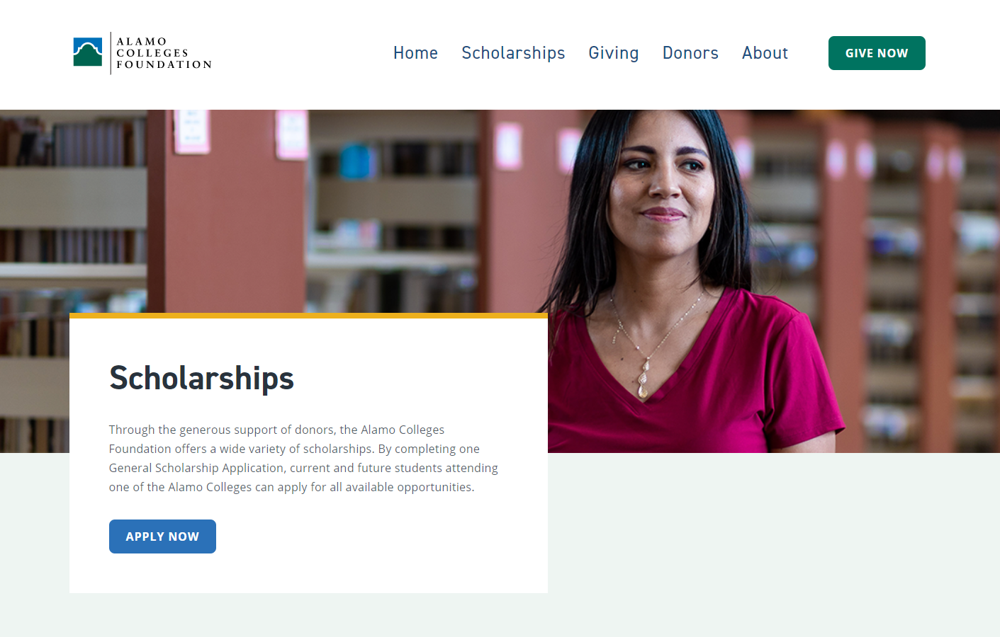 ALAMO
COLLEGES
FOUNDATION
Home Scholarships Giving Donors About GIVE NOW
Scholarships
Through the generous support of donors, the Alamo Colleges
Foundation offers a wide variety of scholarships. By completing one
General Scholarship Application, current and future students attending
one of the Alamo Colleges can apply for all available opportunities.
APPLY NOW